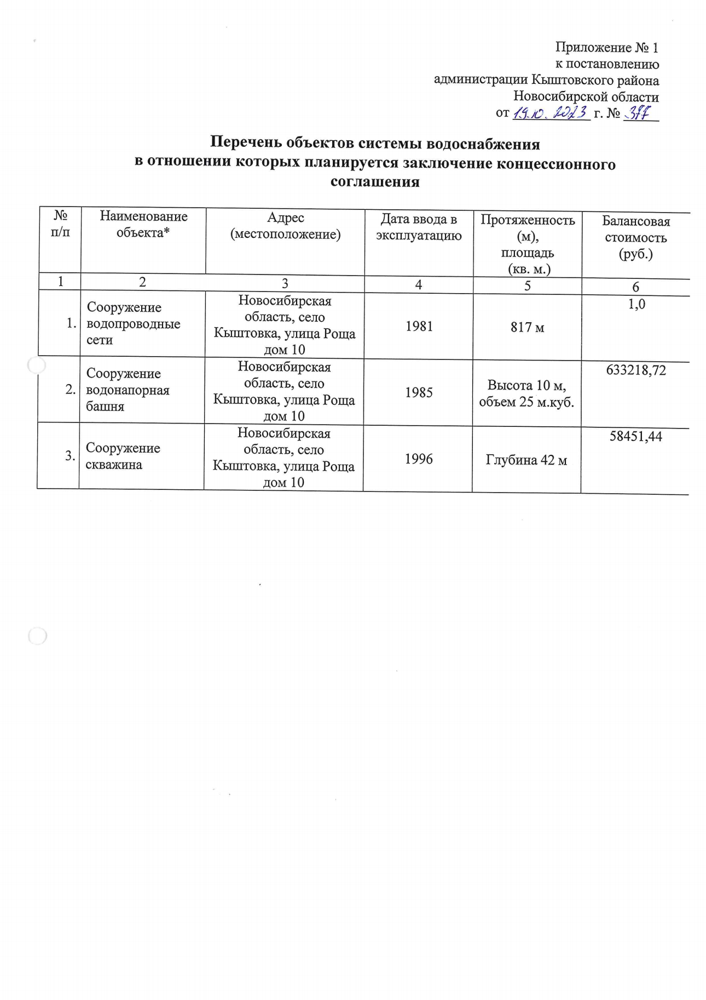 Приложение № 1
к постановлению
администрации Кыштовского района
Новосибирской области
от 19.10. 2023 г. № 377
Перечень объектов системы водоснабжения
в отношении которых планируется заключение концессионного
соглашения
№
п/п
Наименование
объекта*
Адрес
(местоположение)
Дата ввода в
эксплуатацию
Протяженность
(м),
площадь
(кв. м.)
Балансовая
стоимость
(руб.)
1
2
3
4
5
6
1.
Сооружение
водопроводные
сети
Новосибирская
область, село
Кыштовка, улица Роща
дом 10
1981
817 м
1,0
2.
Сооружение
водонапорная
башня
Новосибирская
область, село
Кыштовка, улица Роща
дом 10
1985
Высота 10 м,
объем 25 м.куб.
633218,72
3.
Сооружение
скважина
Новосибирская
область, село
Кыштовка, улица Роща
дом 10
1996
Глубина 42 м
58451,44